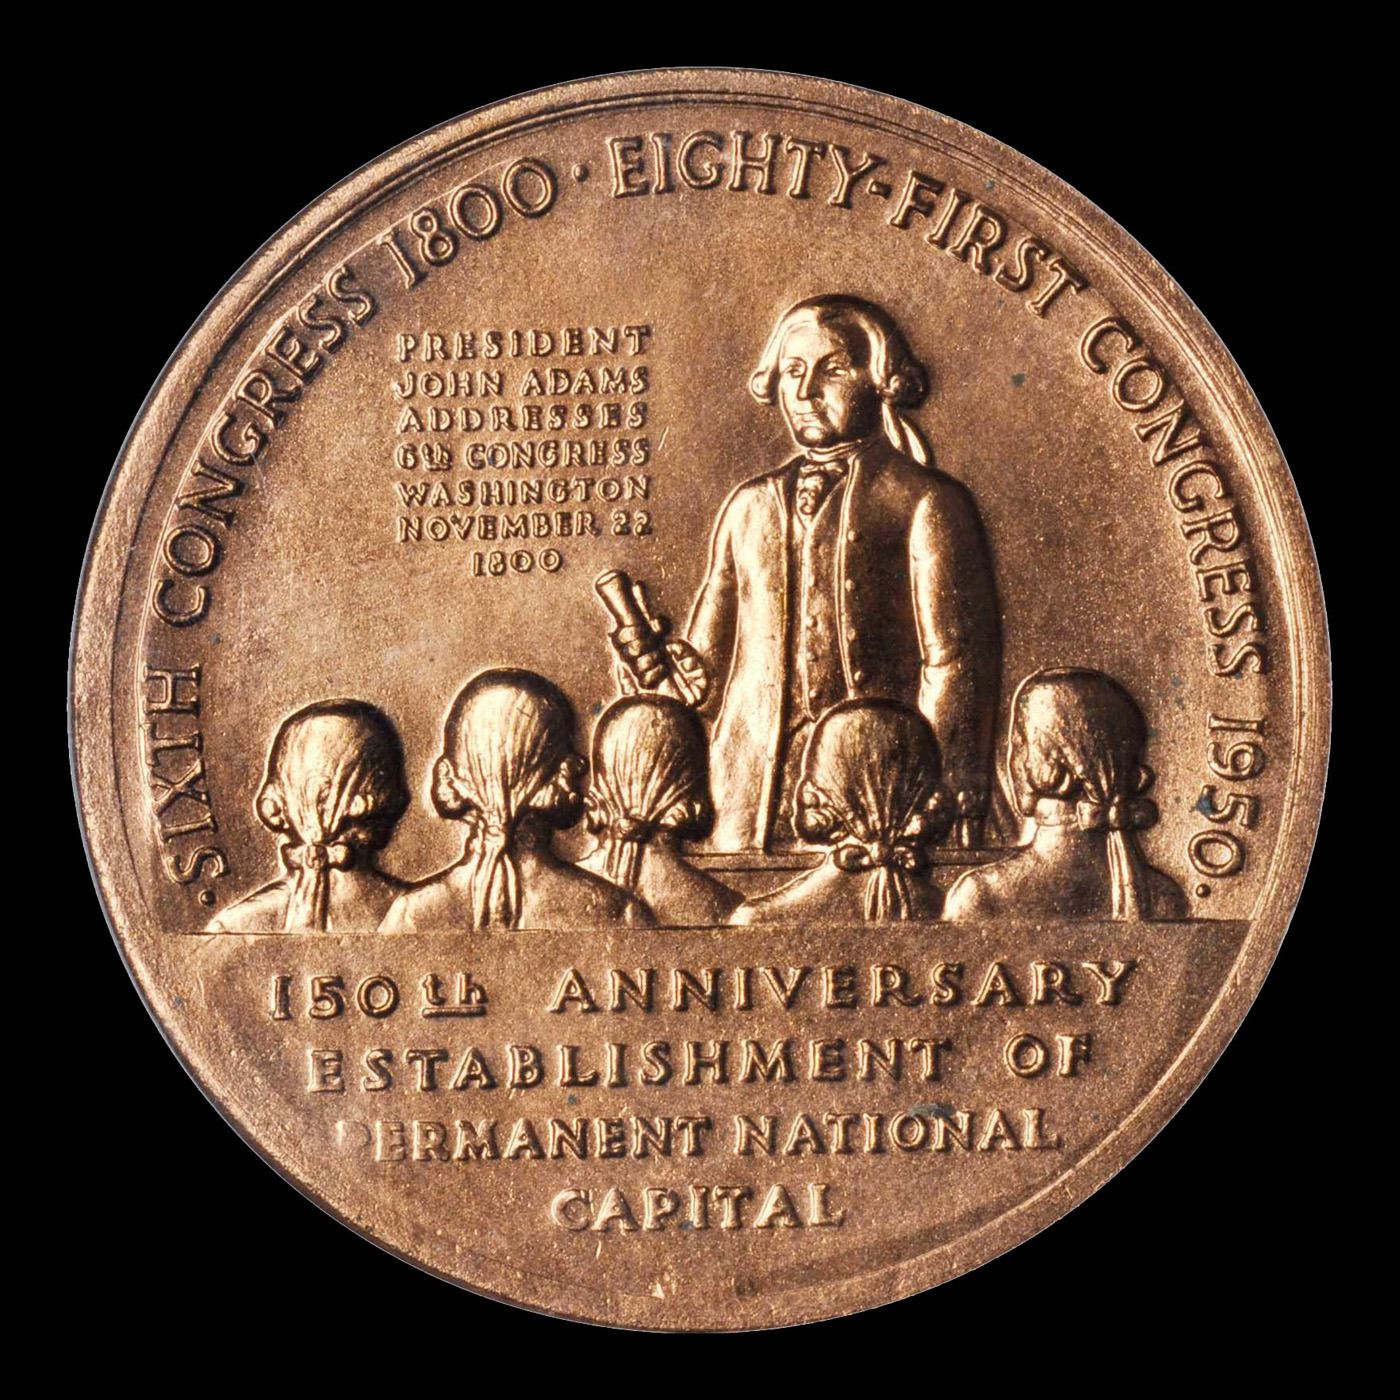 ·SIXTH CONGRESS 1800 · EIGHTY-FIRST CONGRESS 1950.
PRESIDENT
JOHN ADAMS
ADDRESSES
6th CONGRESS
WASHINGTON
NOVEMBER 22
1800
150th ANNIVERSARY
ESTABLISHMENT OF
PERMANENT NATIONAL
CAPITAL